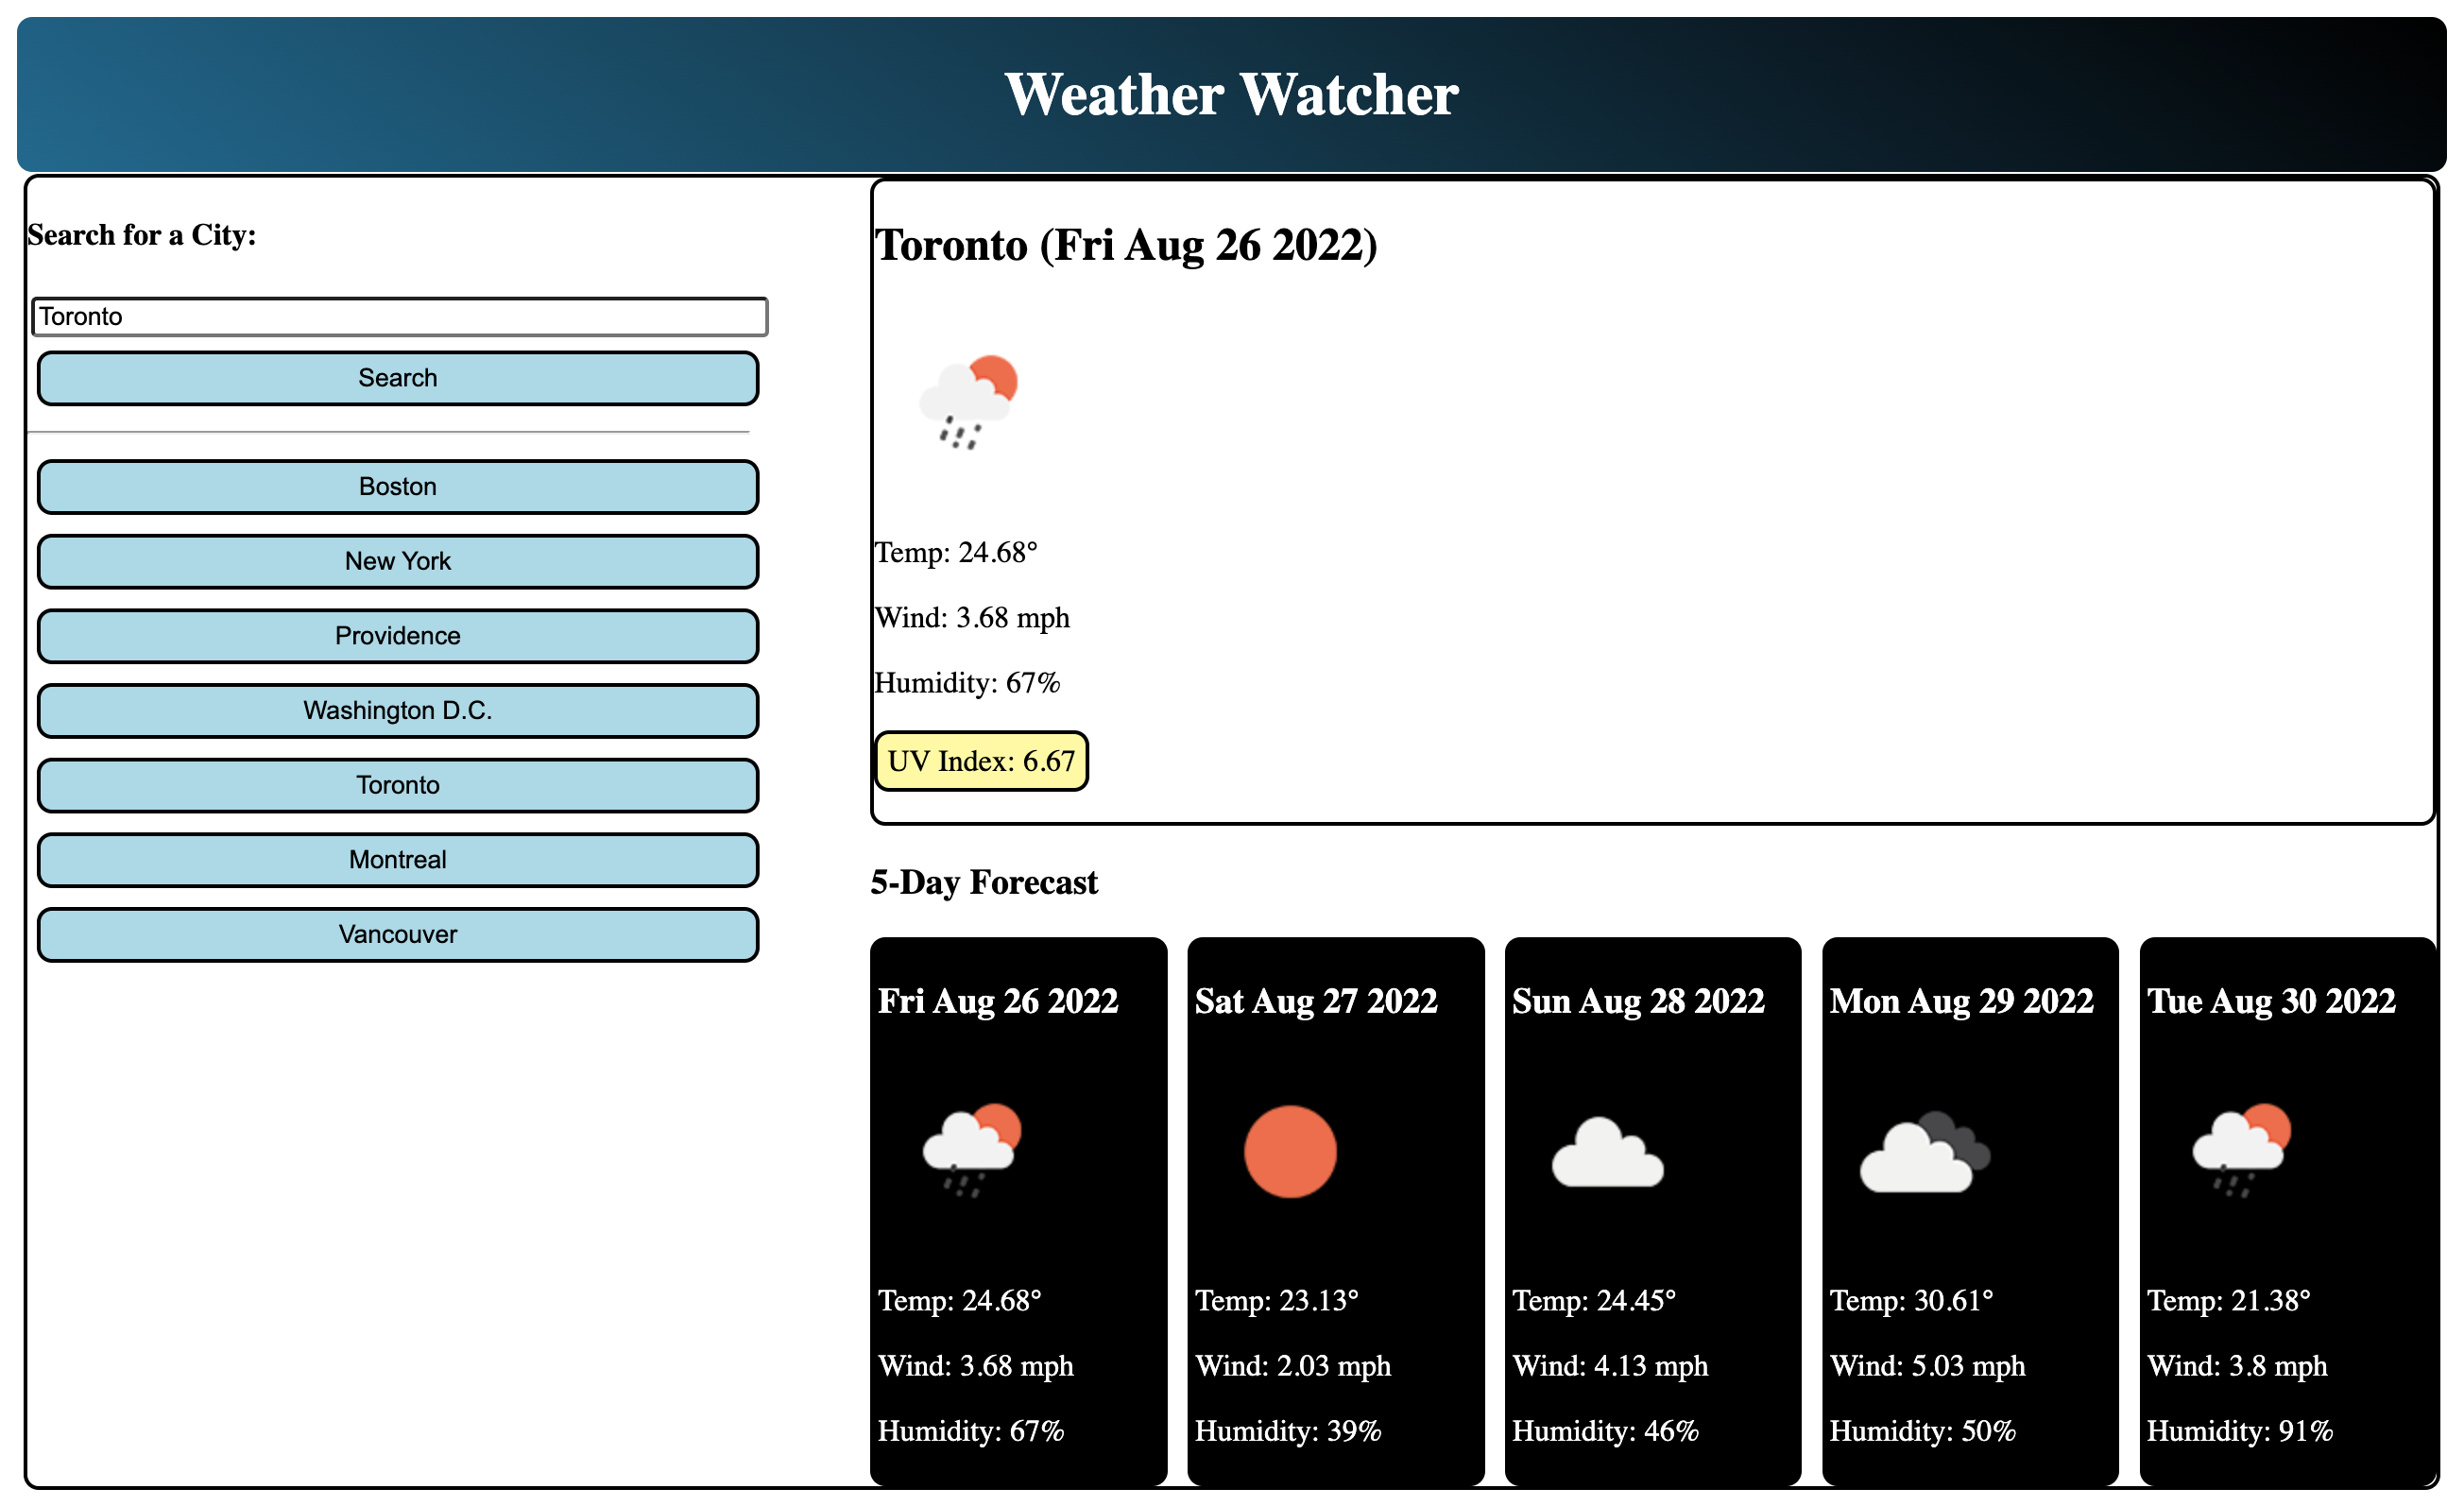 Weather Watcher
Search for a City:
Toronto
Search
Boston
New York
Providence
Washington D.C.
Toronto
Montreal
Vancouver
Toronto (Fri Aug 26 2022)
Temp: 24.68°
Wind: 3.68 mph
Humidity: 67%
UV Index: 6.67
5-Day Forecast
Fri Aug 26 2022
Temp: 24.68°
Wind: 3.68 mph
Humidity: 67%
Sat Aug 27 2022
Temp: 23.13°
Wind: 2.03 mph
Humidity: 39%
Sun Aug 28 2022
Temp: 24.45°
Wind: 4.13 mph
Humidity: 46%
Mon Aug 29 2022
Temp: 30.61°
Wind: 5.03 mph
Humidity: 50%
Tue Aug 30 2022
Temp: 21.38°
Wind: 3.8 mph
Humidity: 91%